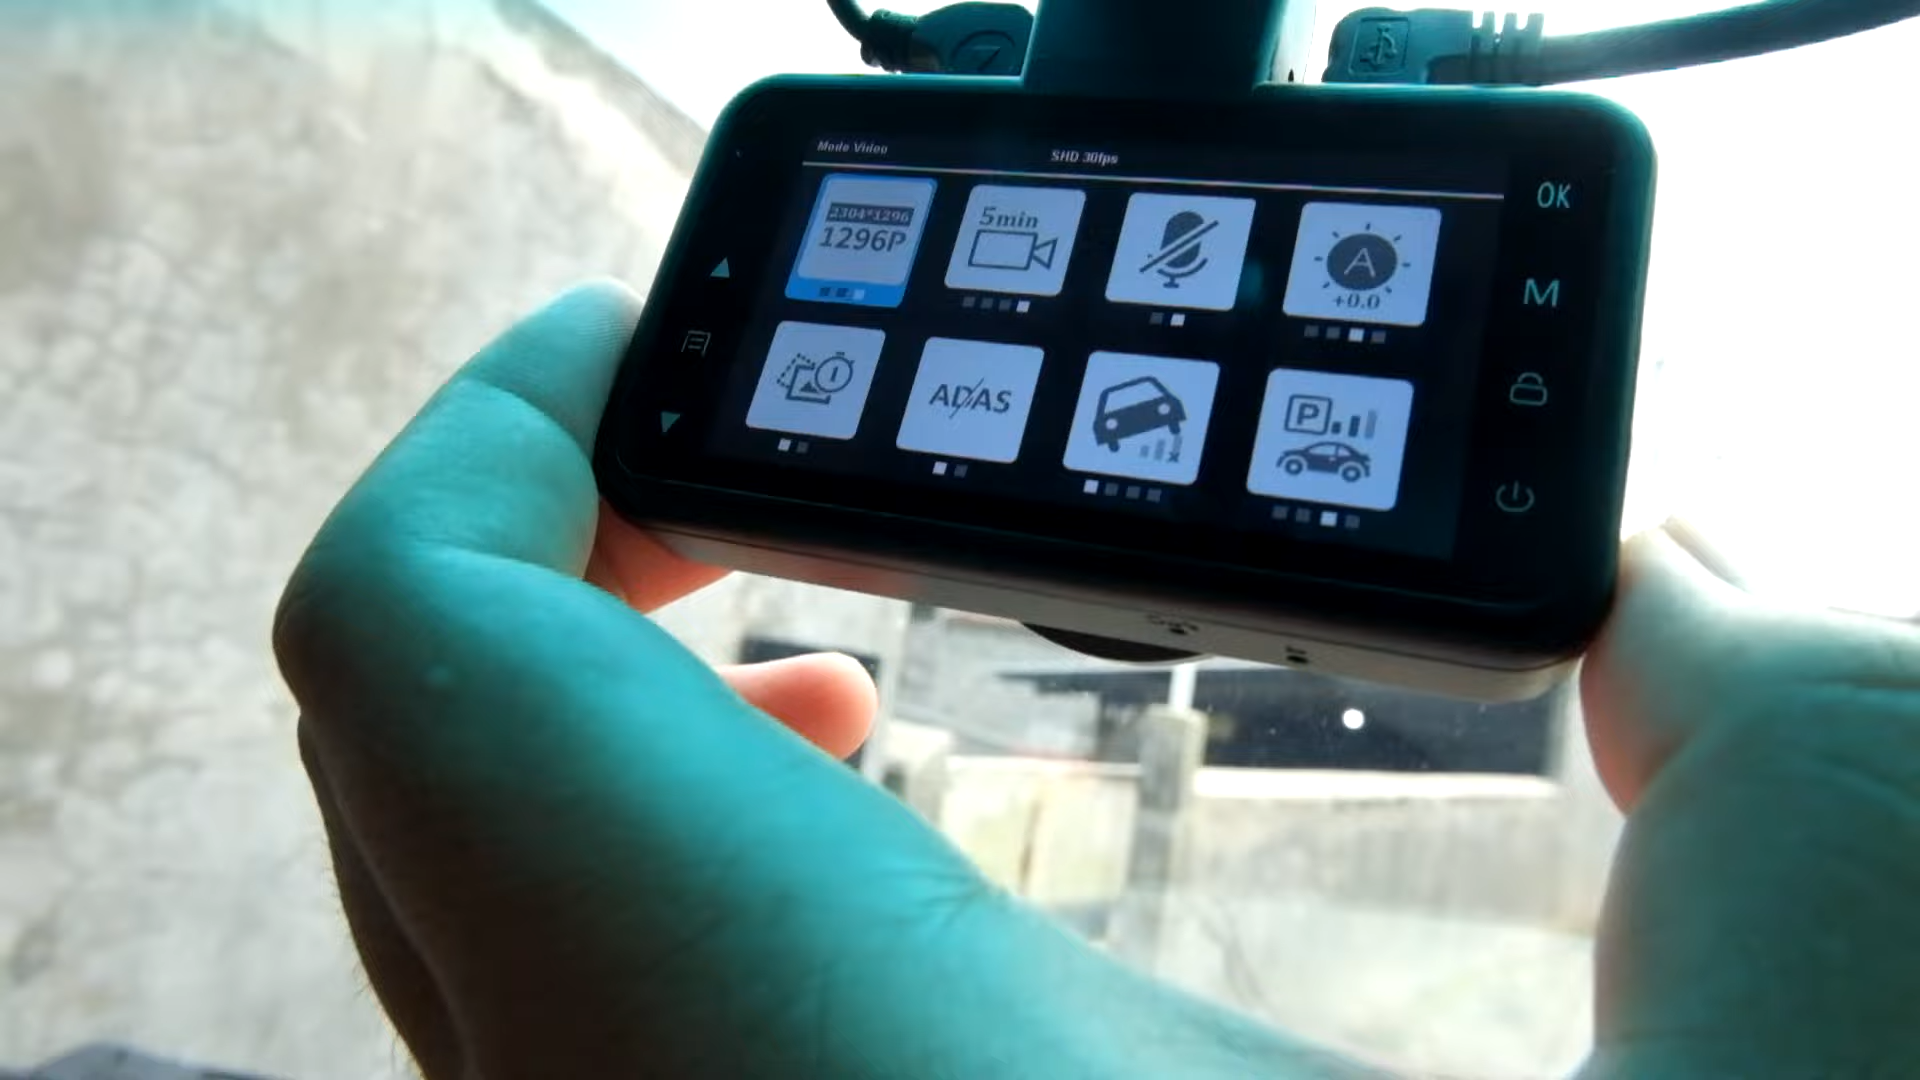 Mode Video
SHD 30fps
2304*1296
1296P
5min
A
+0.0
ADAS
P
OK
M